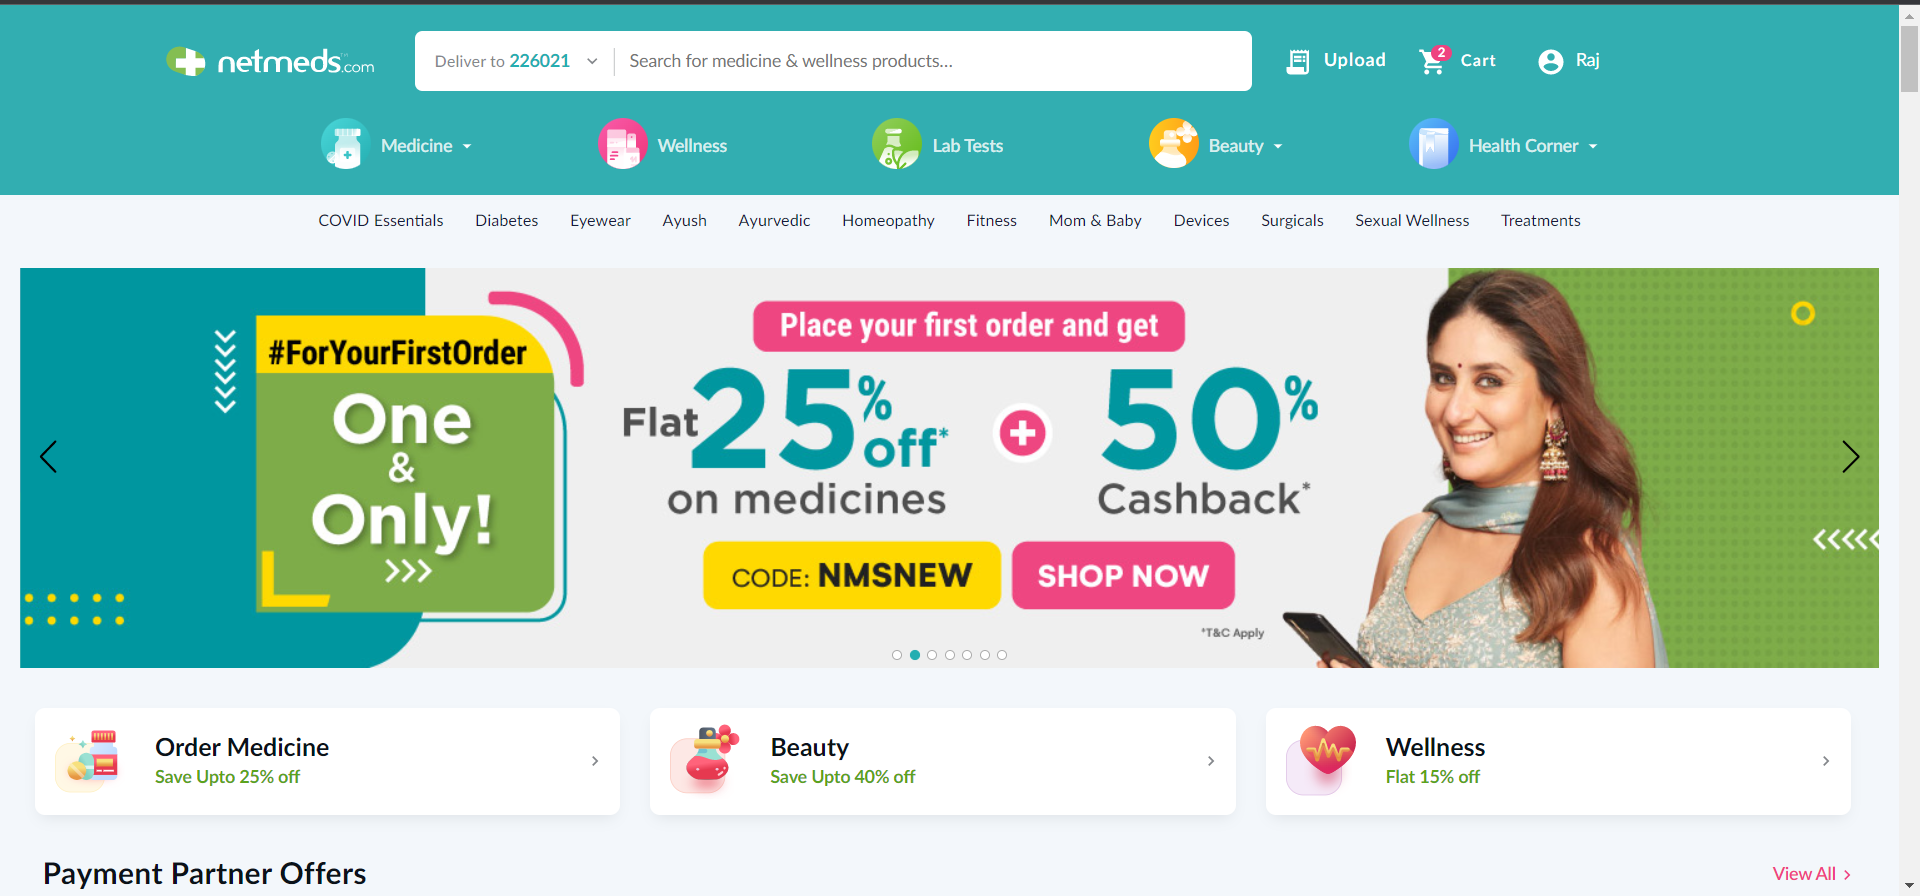 netmeds.com
Deliver to 226021
Search for medicine & wellness products...
Upload
2
Cart
Raj
Medicine
Wellness
Lab Tests
Beauty
Health Corner
COVID Essentials Diabetes Eyewear Ayush Ayurvedic Homeopathy Fitness Mom & Baby Devices Surgicals Sexual Wellness Treatments
#ForYourFirstOrder
One
&
Only!
Place your first order and get
Flat 25% off*
on medicines
50%
Cashback*
CODE: NMSNEW
SHOP NOW
*T&C Apply
Order Medicine
Save Upto 25% off
Beauty
Save Upto 40% off
Wellness
Flat 15% off
Payment Partner Offers
View All